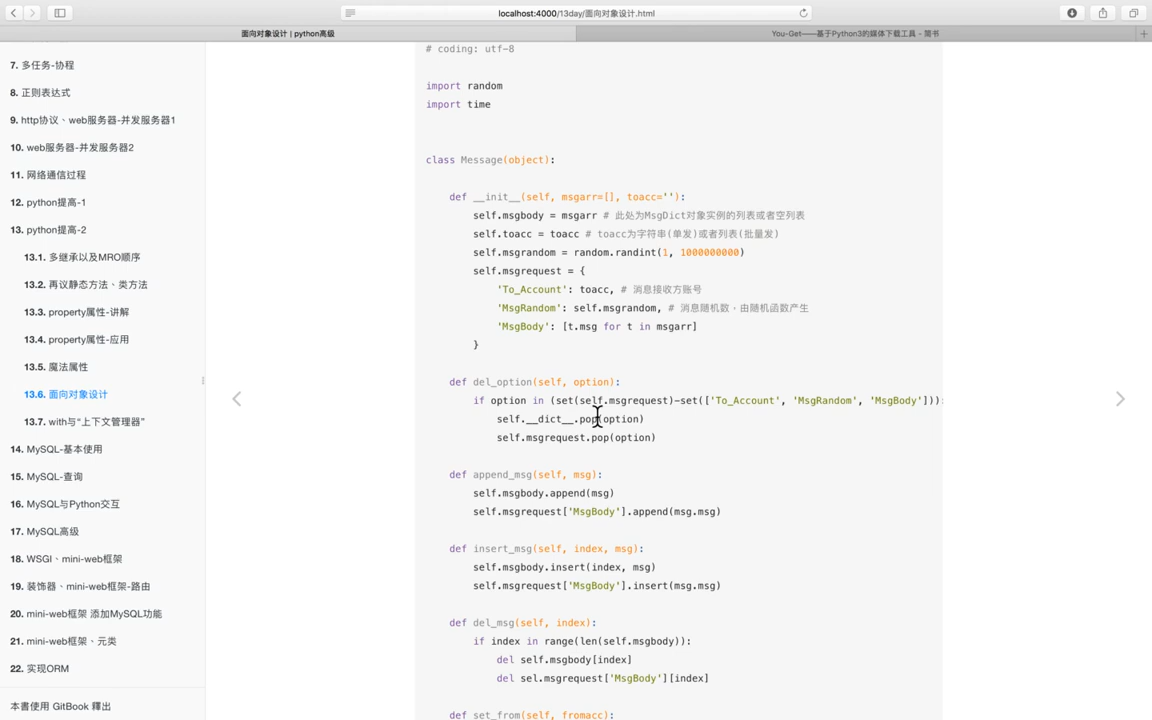 localhost:4000/13day/面向对象设计.html
面向对象设计 | python高级
You-Get——基于Python3的媒体下载工具 - 简书
7. 多任务-协程
8. 正则表达式
9. http协议、web服务器-并发服务器1
10. web服务器-并发服务器2
11. 网络通信过程
12. python提高-1
13. python提高-2
13.1. 多继承以及MRO顺序
13.2. 再议静态方法、类方法
13.3. property属性-讲解
13.4. property属性-应用
13.5. 魔法属性
13.6. 面向对象设计
13.7. with与“上下文管理器”
14. MySQL-基本使用
15. MySQL-查询
16. MySQL与Python交互
17. MySQL高级
18. WSGI、mini-web框架
19. 装饰器、mini-web框架-路由
20. mini-web框架 添加MySQL功能
21. mini-web框架、元类
22. 实现ORM
本書使用 GitBook 釋出
# coding: utf-8
import random
import time
class Message(object):
def __init__(self, msgarr=[], toacc=''):
self.msgbody = msgarr # 此处为MsgDict对象实例的列表或者空列表
self.toacc = toacc # toacc为字符串(单发)或者列表(批量发)
self.msgrandom = random.randint(1, 1000000000)
self.msgrequest = {
'To_Account': toacc, # 消息接收方账号
'MsgRandom': self.msgrandom, # 消息随机数，由随机函数产生
'MsgBody': [t.msg for t in msgarr]
}
def del_option(self, option):
if option in (set(self.msgrequest)-set(['To_Account', 'MsgRandom', 'MsgBody'])):
self.__dict__.pop(option)
self.msgrequest.pop(option)
def append_msg(self, msg):
self.msgbody.append(msg)
self.msgrequest['MsgBody'].append(msg.msg)
def insert_msg(self, index, msg):
self.msgbody.insert(index, msg)
self.msgrequest['MsgBody'].insert(msg.msg)
def del_msg(self, index):
if index in range(len(self.msgbody)):
del self.msgbody[index]
del sel.msgrequest['MsgBody'][index]
def set_from(self, fromacc):